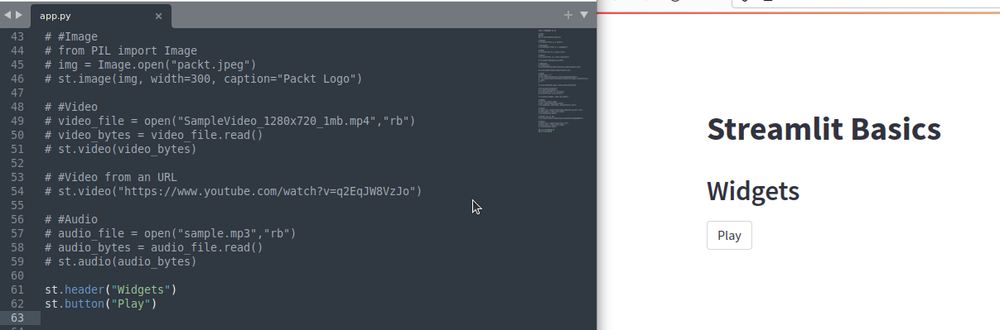 app.py
43 # #Image
44 # from PIL import Image
45 # img = Image.open("packt.jpeg")
46 # st.image(img, width=300, caption="Packt Logo")
47
48 # #Video
49 # video_file = open("SampleVideo_1280x720_1mb.mp4","rb")
50 # video_bytes = video_file.read()
51 # st.video(video_bytes)
52
53 # #Video from an URL
54 # st.video("https://www.youtube.com/watch?v=q2EqJW8VzJo")
55
56 # #Audio
57 # audio_file = open("sample.mp3","rb")
58 # audio_bytes = audio_file.read()
59 # st.audio(audio_bytes)
60
61 st.header("Widgets")
62 st.button("Play")
63
Streamlit Basics
Widgets
Play